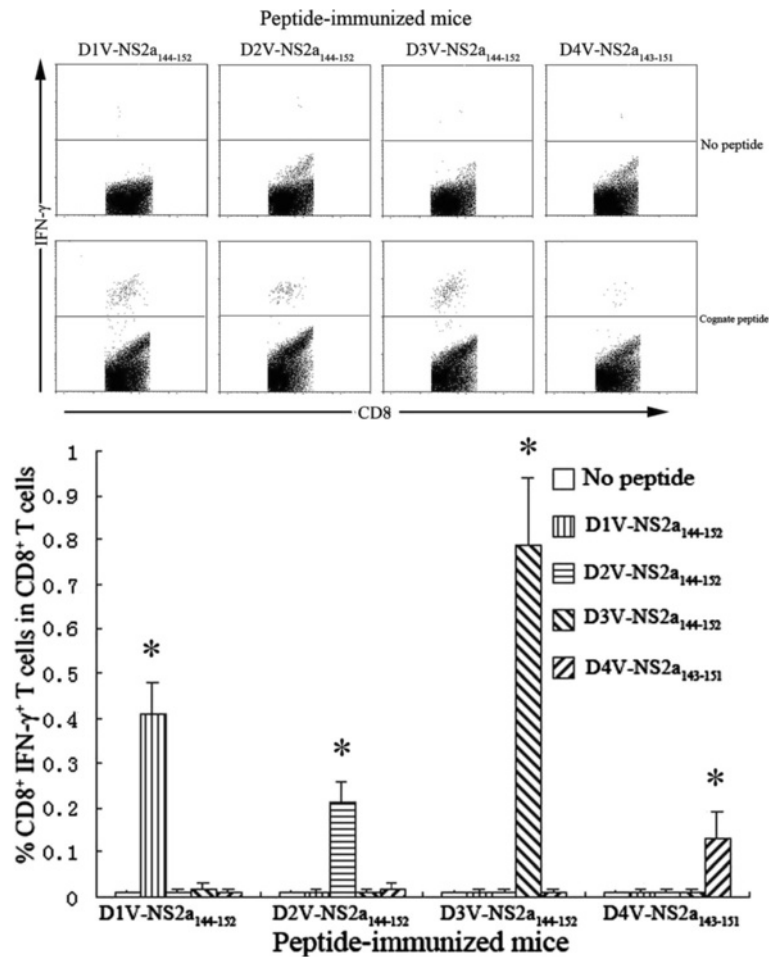 Peptide-immunized mice
D1V-NS2a144-152 D2V-NS2a144-152 D3V-NS2a144-152 D4V-NS2a143-151
IFN-γ
No peptide
Cognate peptide
CD8
% CD8+ IFN-γ+ T cells in CD8+ T cells
1
0.9
0.8
0.7
0.6
0.5
0.4
0.3
0.2
0.1
0
*
*
*
*
No peptide
D1V-NS2a144-152
D2V-NS2a144-152
D3V-NS2a144-152
D4V-NS2a143-151
D1V-NS2a144-152 D2V-NS2a144-152 D3V-NS2a144-152 D4V-NS2a143-151
Peptide-immunized mice